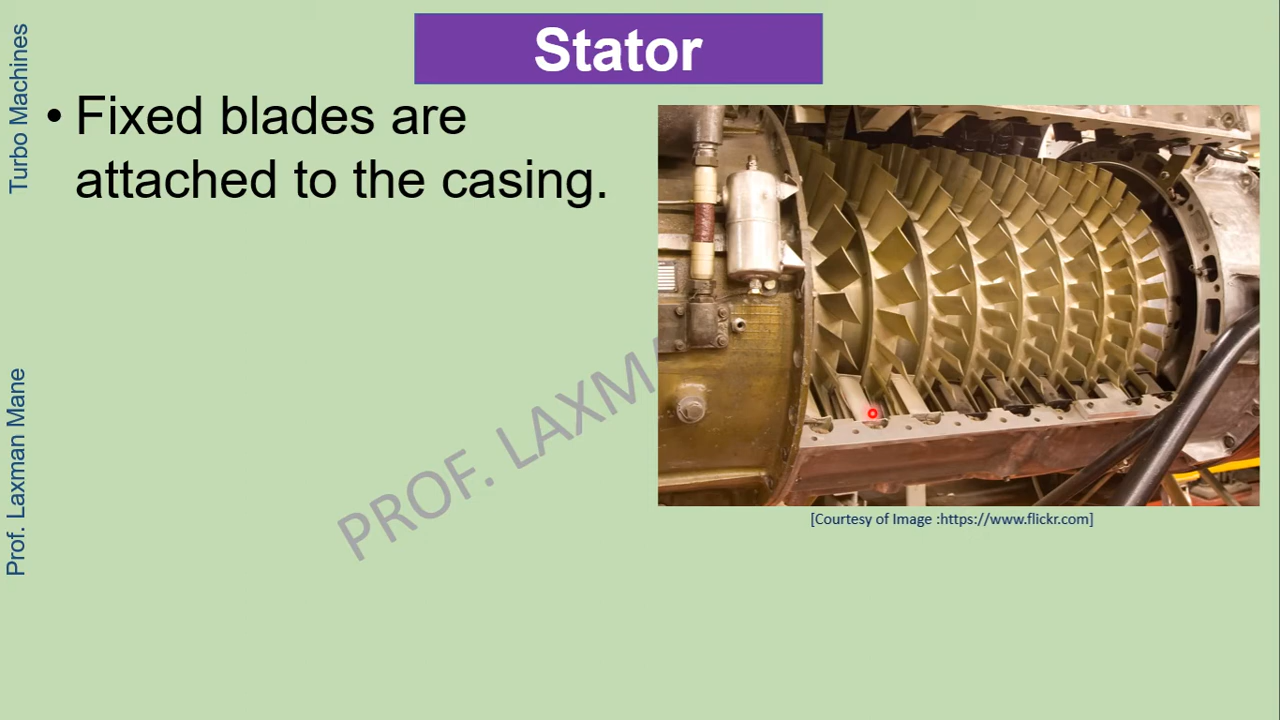 Stator
Turbo Machines
Prof. Laxman Mane
• Fixed blades are
attached to the casing.
PROF. LAXMA
[Courtesy of Image :https://www.flickr.com]